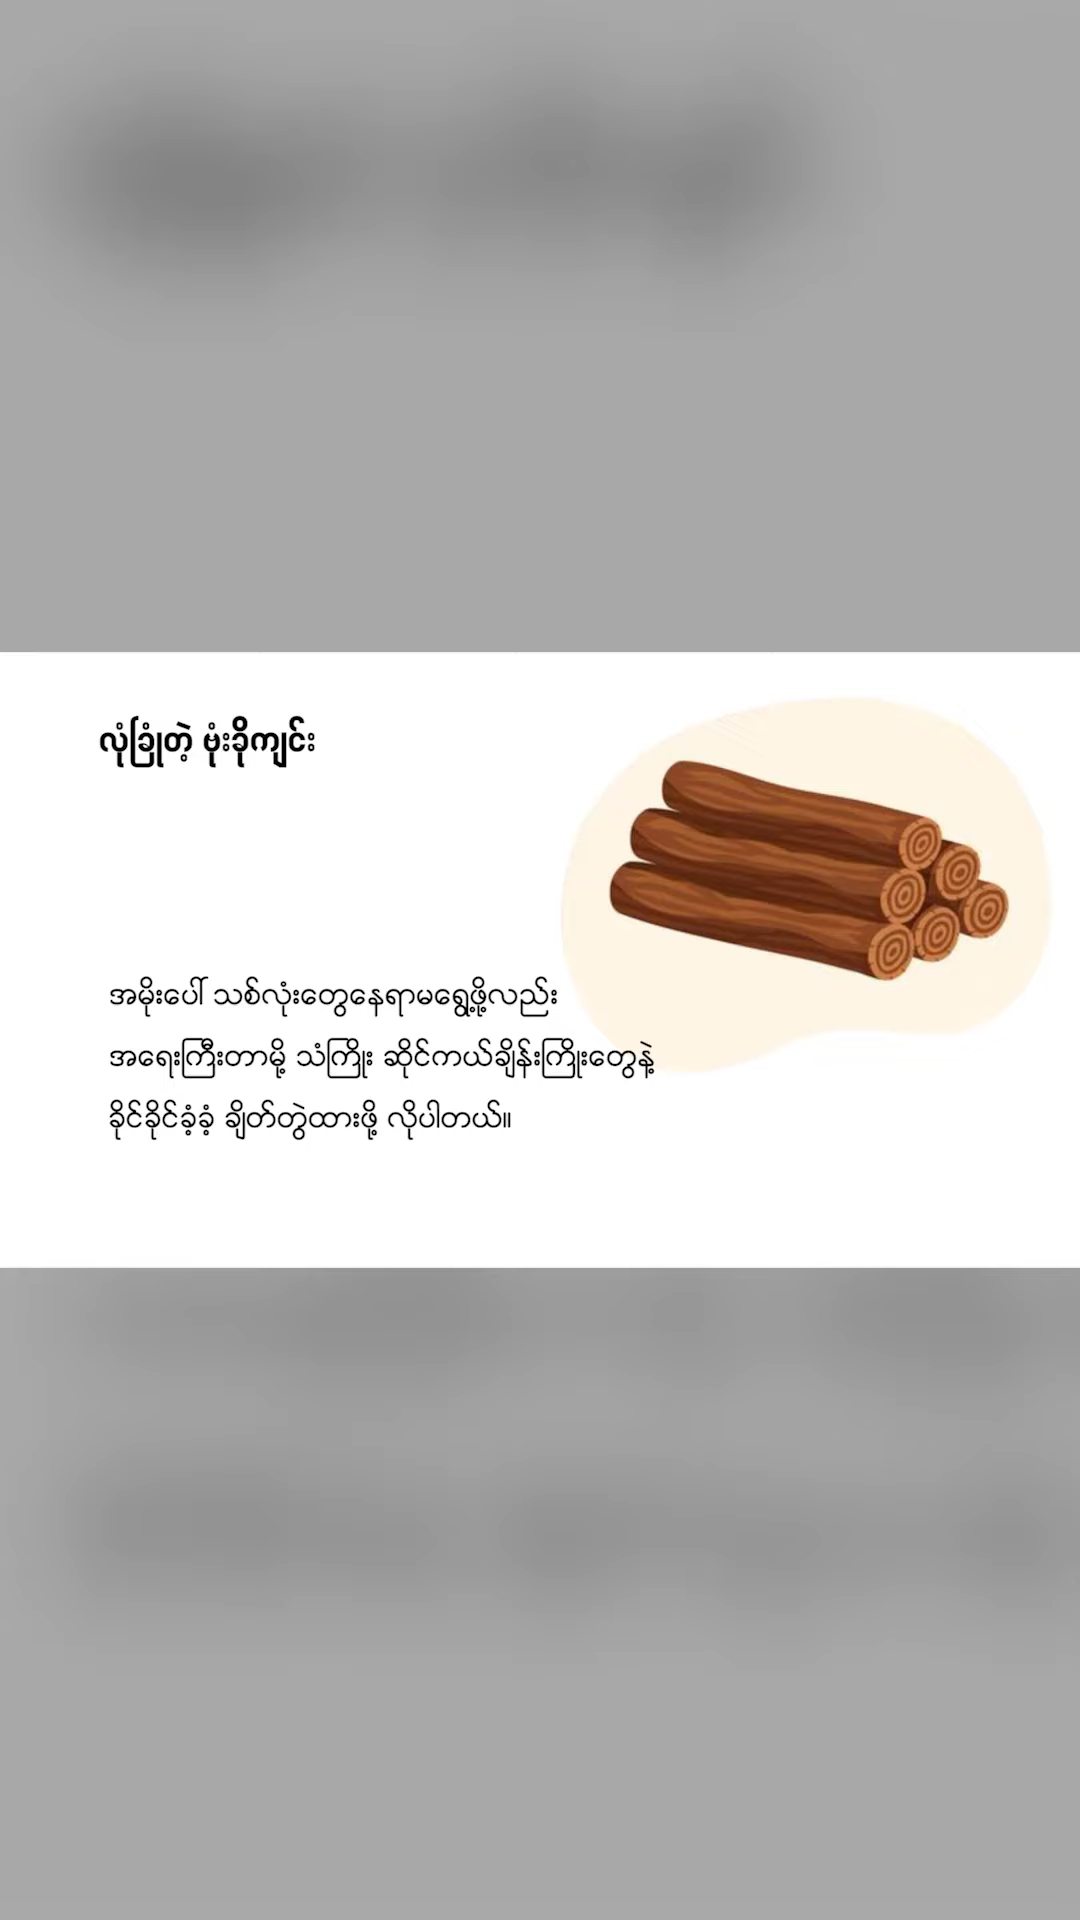 လုံခြုံတဲ့ ဗုံးခိုကျင်း
အမိုးပေါ် သစ်လုံးတွေနေရာမရွေ့ဖို့လည်း
အရေးကြီးတာမို့ သံကြိုး ဆိုင်ကယ်ချိန်းကြိုးတွေနဲ့
ခိုင်ခိုင်ခံ့ခံ့ ချိတ်တွဲထားဖို့ လိုပါတယ်။